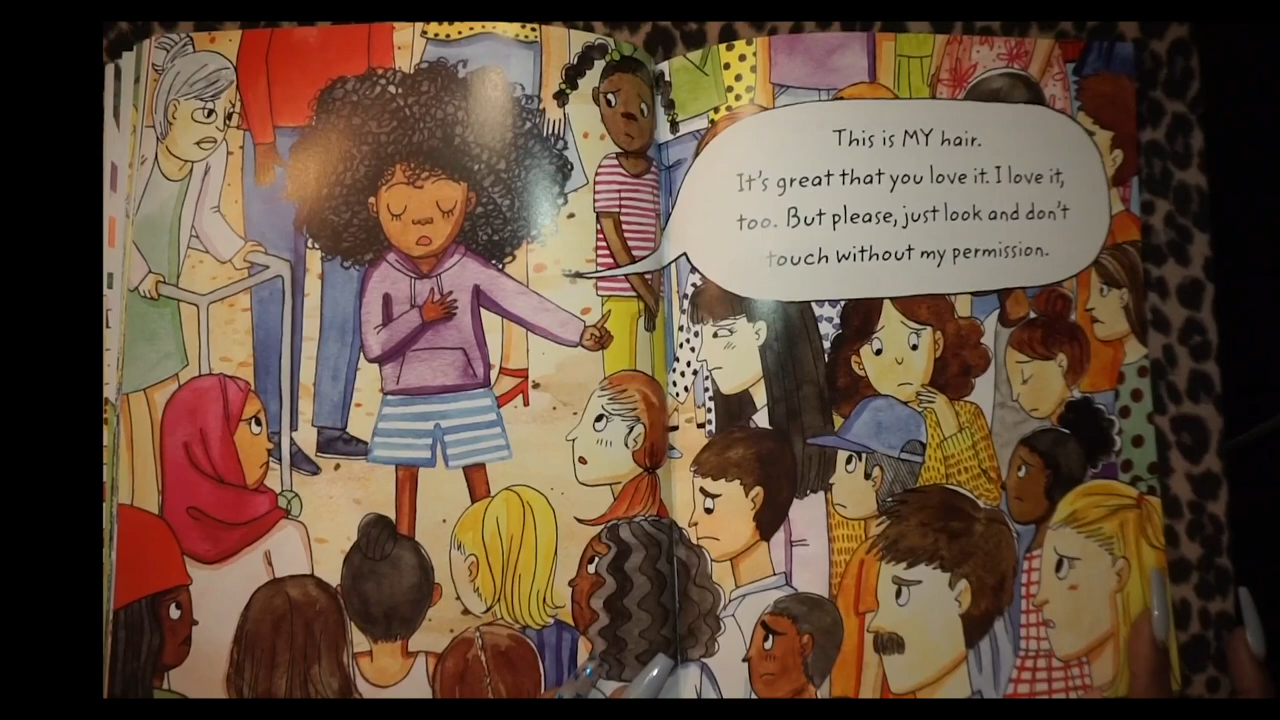 This is MY hair.
It's great that you love it. I love it,
too. But please, just look and don't
touch without my permission.